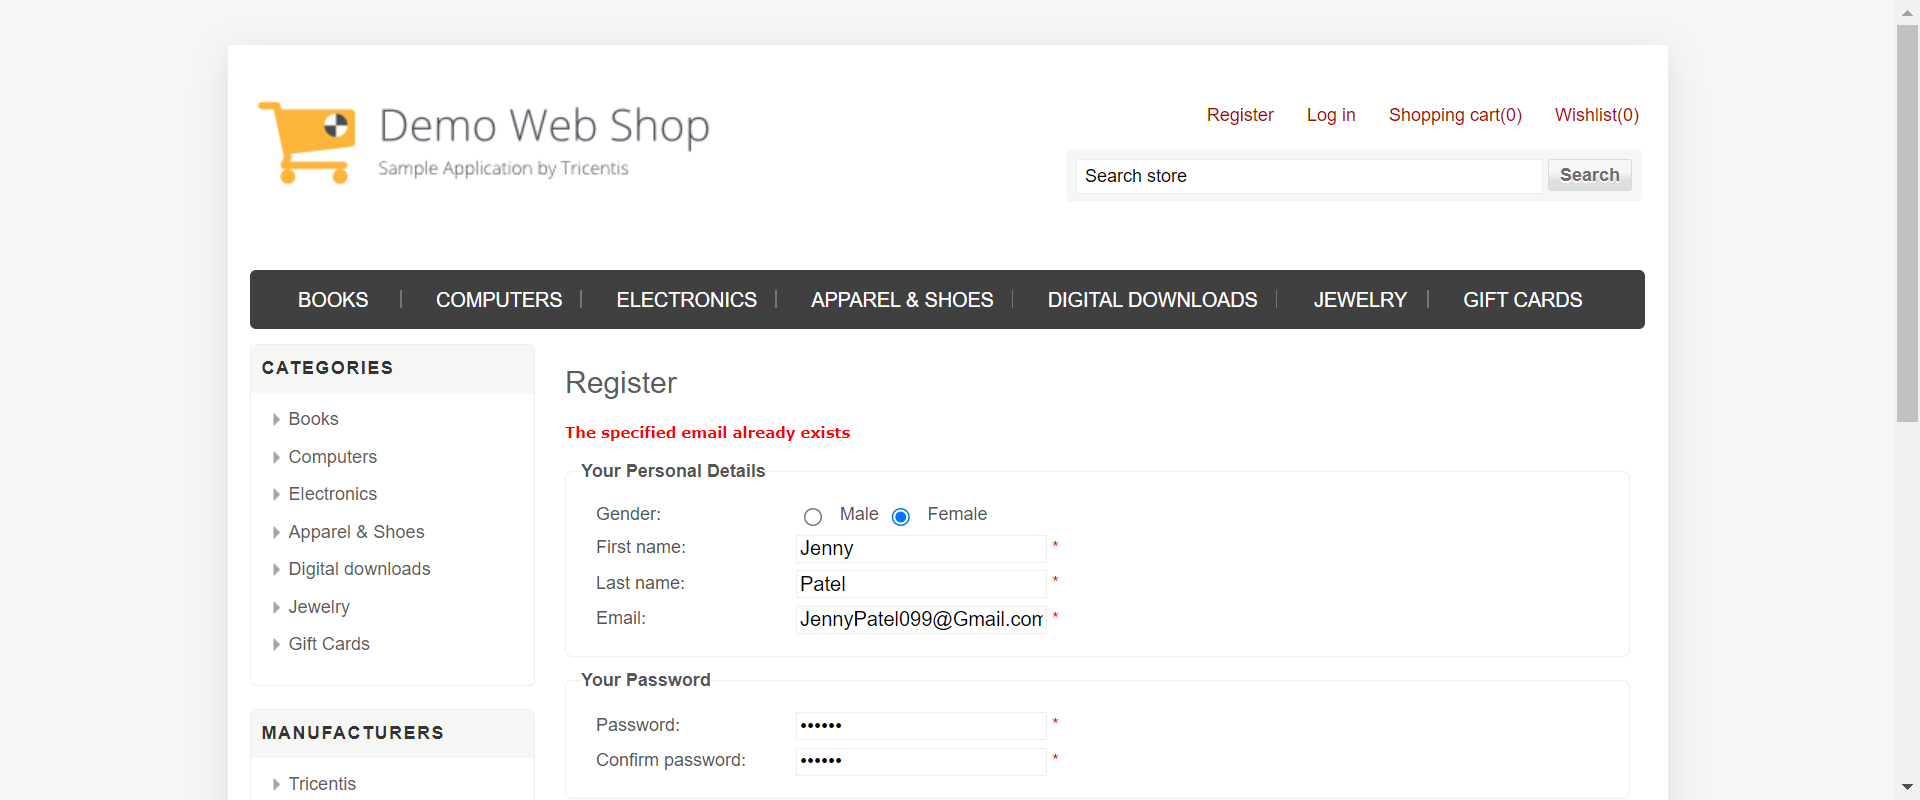 Demo Web Shop
Sample Application by Tricentis
Register Log in Shopping cart(0) Wishlist(0)
Search store Search
BOOKS COMPUTERS ELECTRONICS APPAREL & SHOES DIGITAL DOWNLOADS JEWELRY GIFT CARDS
CATEGORIES
Books
Computers
Electronics
Apparel & Shoes
Digital downloads
Jewelry
Gift Cards
MANUFACTURERS
Tricentis
Register
The specified email already exists
Your Personal Details
Gender: Male Female
First name: Jenny *
Last name: Patel *
Email: JennyPatel099@Gmail.com *
Your Password
Password: •••••• *
Confirm password: •••••• *